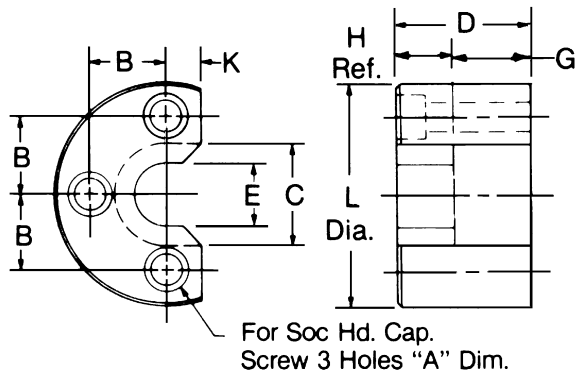 D
H
Ref.
G
B
K
B
B
E
C
L
Dia.
For Soc Hd. Cap.
Screw 3 Holes "A" Dim.